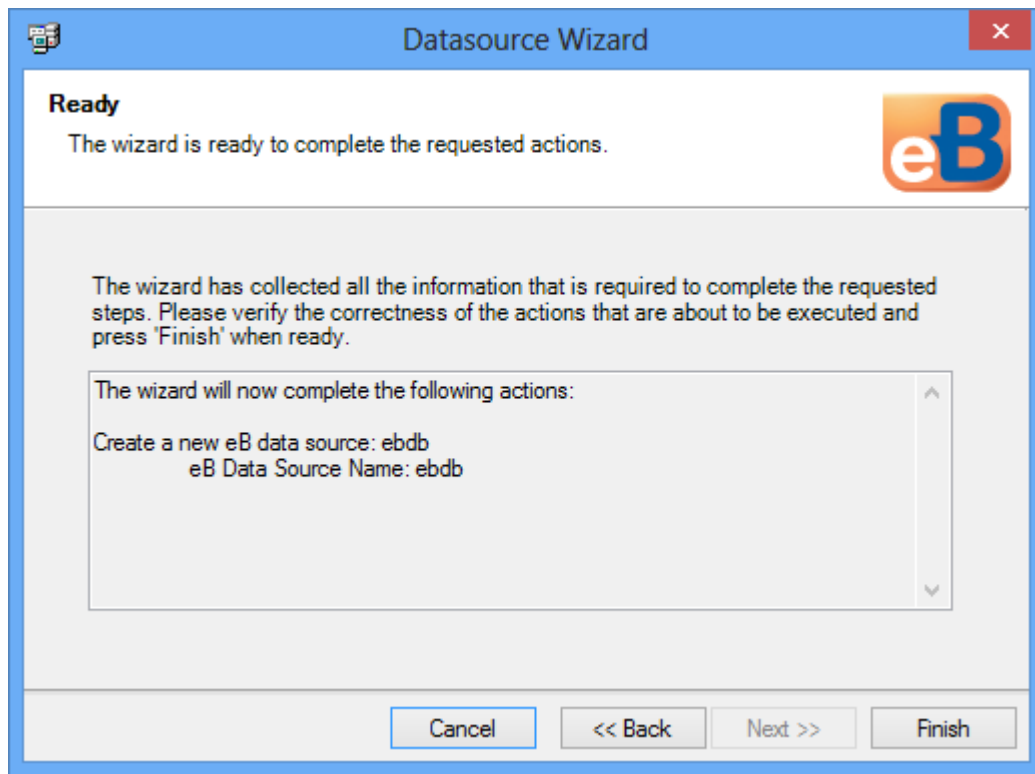 Datasource Wizard
Ready
The wizard is ready to complete the requested actions.
eB
The wizard has collected all the information that is required to complete the requested
steps. Please verify the correctness of the actions that are about to be executed and
press 'Finish' when ready.
The wizard will now complete the following actions:
Create a new eB data source: ebdb
eB Data Source Name: ebdb
Cancel
<< Back
Next >>
Finish